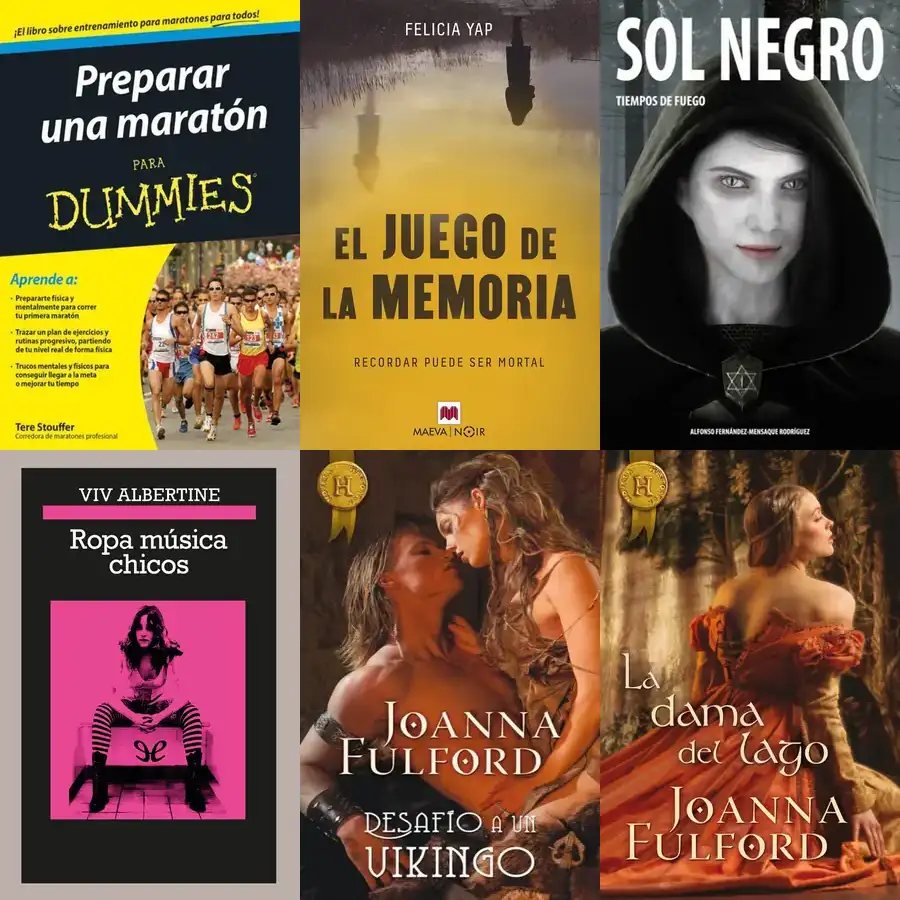 ¡El libro sobre entrenamiento para maratones para todos!
Preparar
una maratón
PARA
DUMMIES
Aprende a:
• Prepararte física y
mentalmente para correr
tu primera maratón
• Trazar un plan de ejercicios y
rutinas progresivo, partiendo
de tu nivel real de forma física
• Trucos mentales y físicos para
conseguir llegar a la meta
o mejorar tu tiempo
Tere Stouffer
Corredora de maratones profesional
FELICIA YAP
EL JUEGO DE
LA MEMORIA
RECORDAR PUEDE SER MORTAL
MAEVA | NOIR
SOL NEGRO
TIEMPOS DE FUEGO
ALFONSO FERNÁNDEZ-MENSAQUE RODRÍGUEZ
VIV ALBERTINE
Ropa música
chicos
H
JOANNA
FULFORD
DESAFÍO A UN
VIKINGO
H
La
dama
del lago
JOANNA
FULFORD